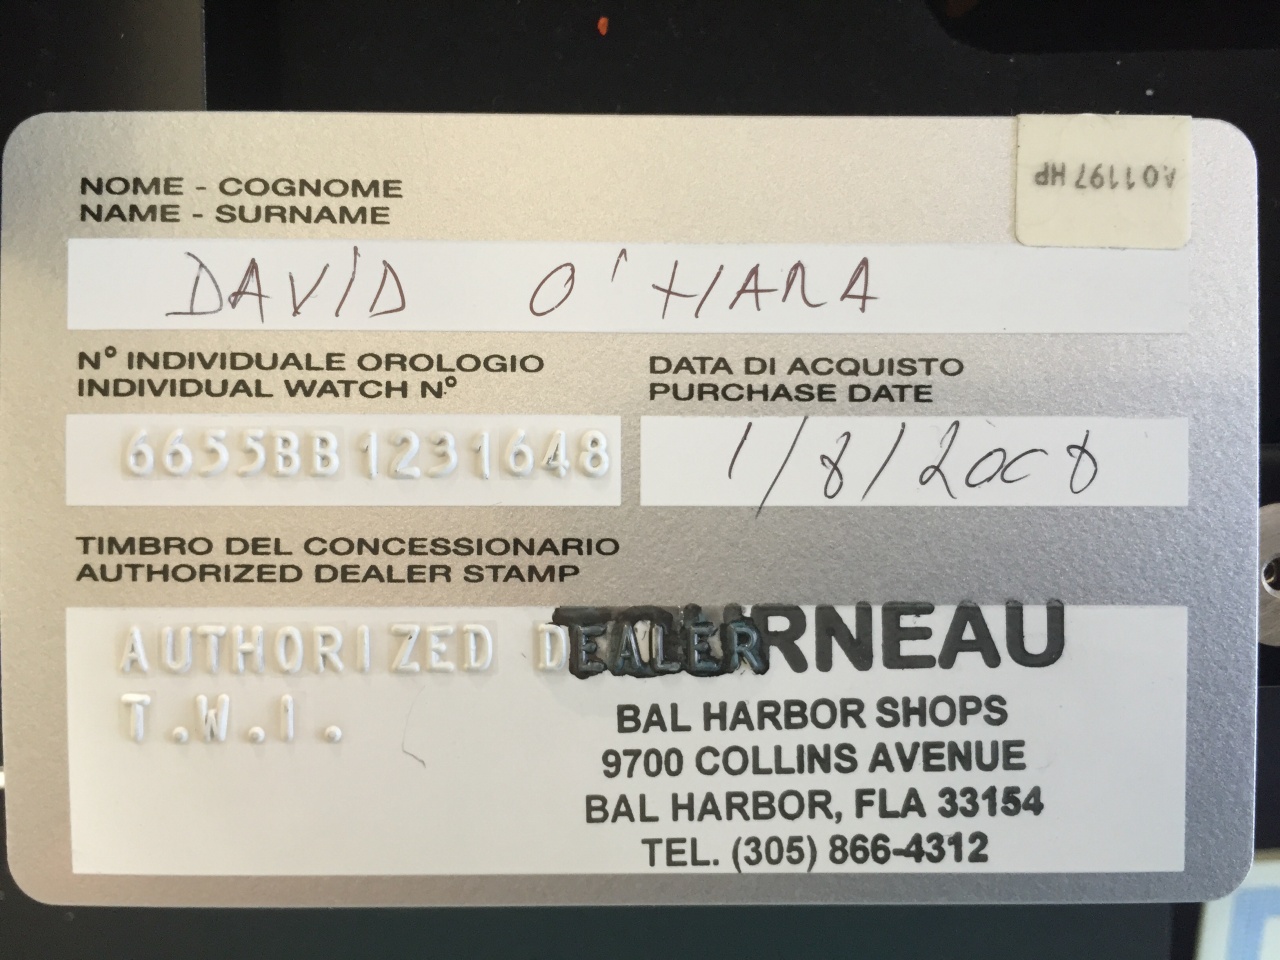 NOME - COGNOME
NAME - SURNAME
A01197 HP
DAVID O'HARA
N° INDIVIDUALE OROLOGIO
INDIVIDUAL WATCH N°
DATA DI ACQUISTO
PURCHASE DATE
6655BB1231648
1/8/2008
TIMBRO DEL CONCESSIONARIO
AUTHORIZED DEALER STAMP
AUTHORIZED DEALER
T.W.I.
TOURNEAU
BAL HARBOR SHOPS
9700 COLLINS AVENUE
BAL HARBOR, FLA 33154
TEL. (305) 866-4312